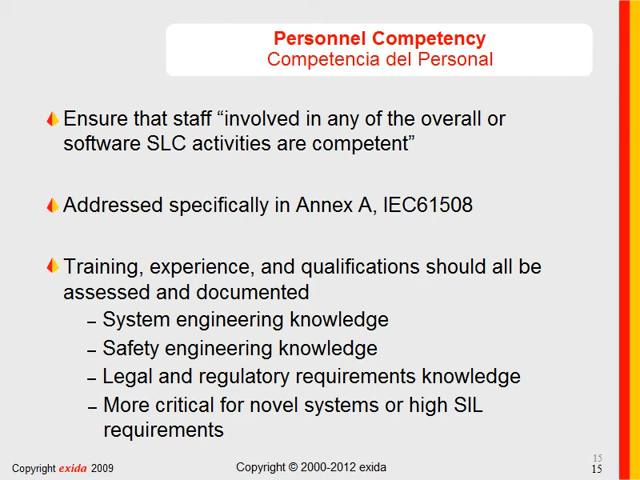 Personnel Competency
Competencia del Personal
Ensure that staff “involved in any of the overall or
software SLC activities are competent”
Addressed specifically in Annex A, IEC61508
Training, experience, and qualifications should all be
assessed and documented
– System engineering knowledge
– Safety engineering knowledge
– Legal and regulatory requirements knowledge
– More critical for novel systems or high SIL
requirements
15
Copyright exida 2009
Copyright © 2000-2012 exida
15